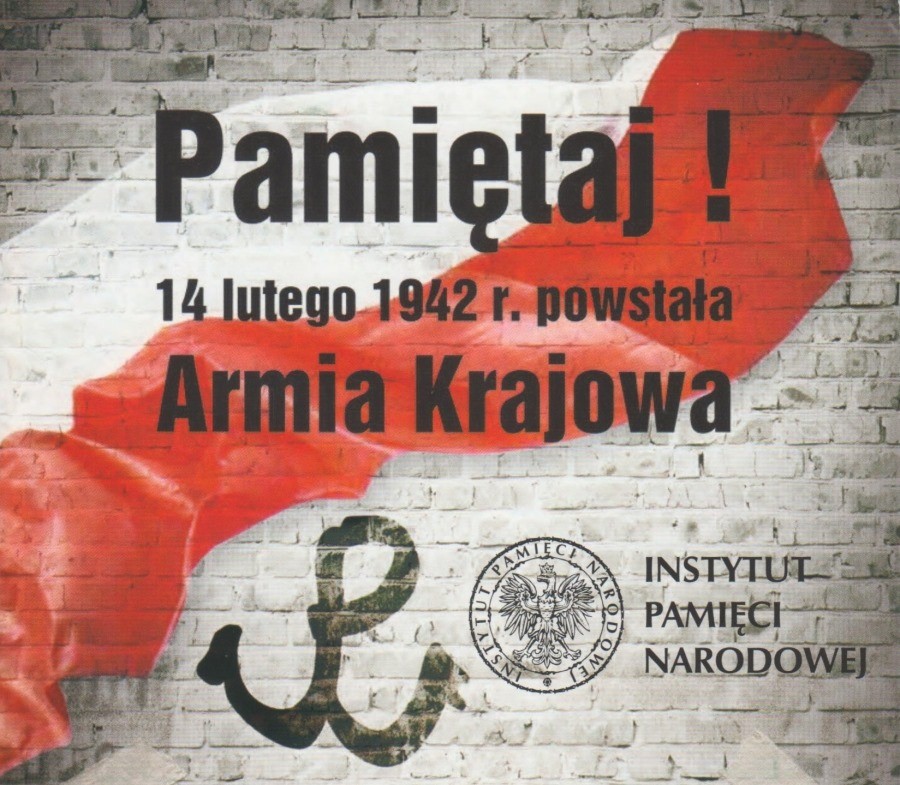 Pamiętaj !
14 lutego 1942 r. powstała
Armia Krajowa
INSTYTUT PAMIĘCI NARODOWEJ
INSTYTUT
PAMIĘCI
NARODOWEJ